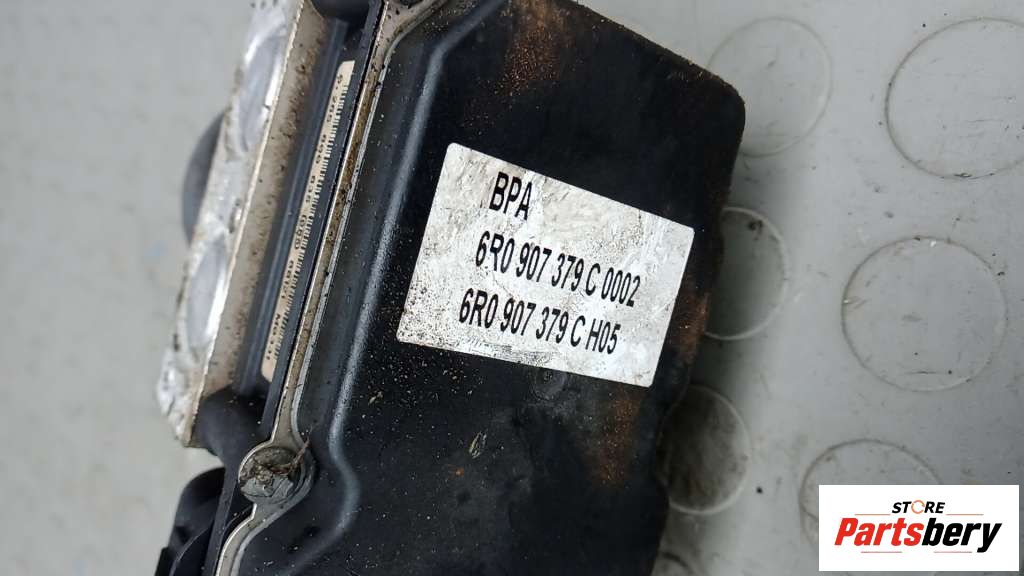 BPA
6R0 907 379 C 0002
6R0 907 379 C H05
STORE
Partsbery